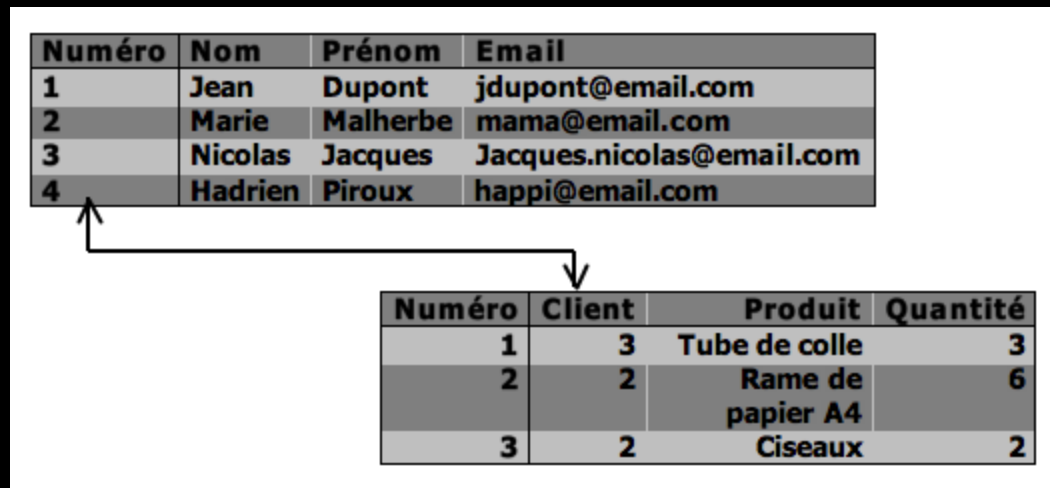 Numéro Nom Prénom Email
1 Jean Dupont jdupont@email.com
2 Marie Malherbe mama@email.com
3 Nicolas Jacques Jacques.nicolas@email.com
4 Hadrien Piroux happi@email.com
Numéro Client Produit Quantité
1 3 Tube de colle 3
2 2 Rame de 6
papier A4
3 2 Ciseaux 2